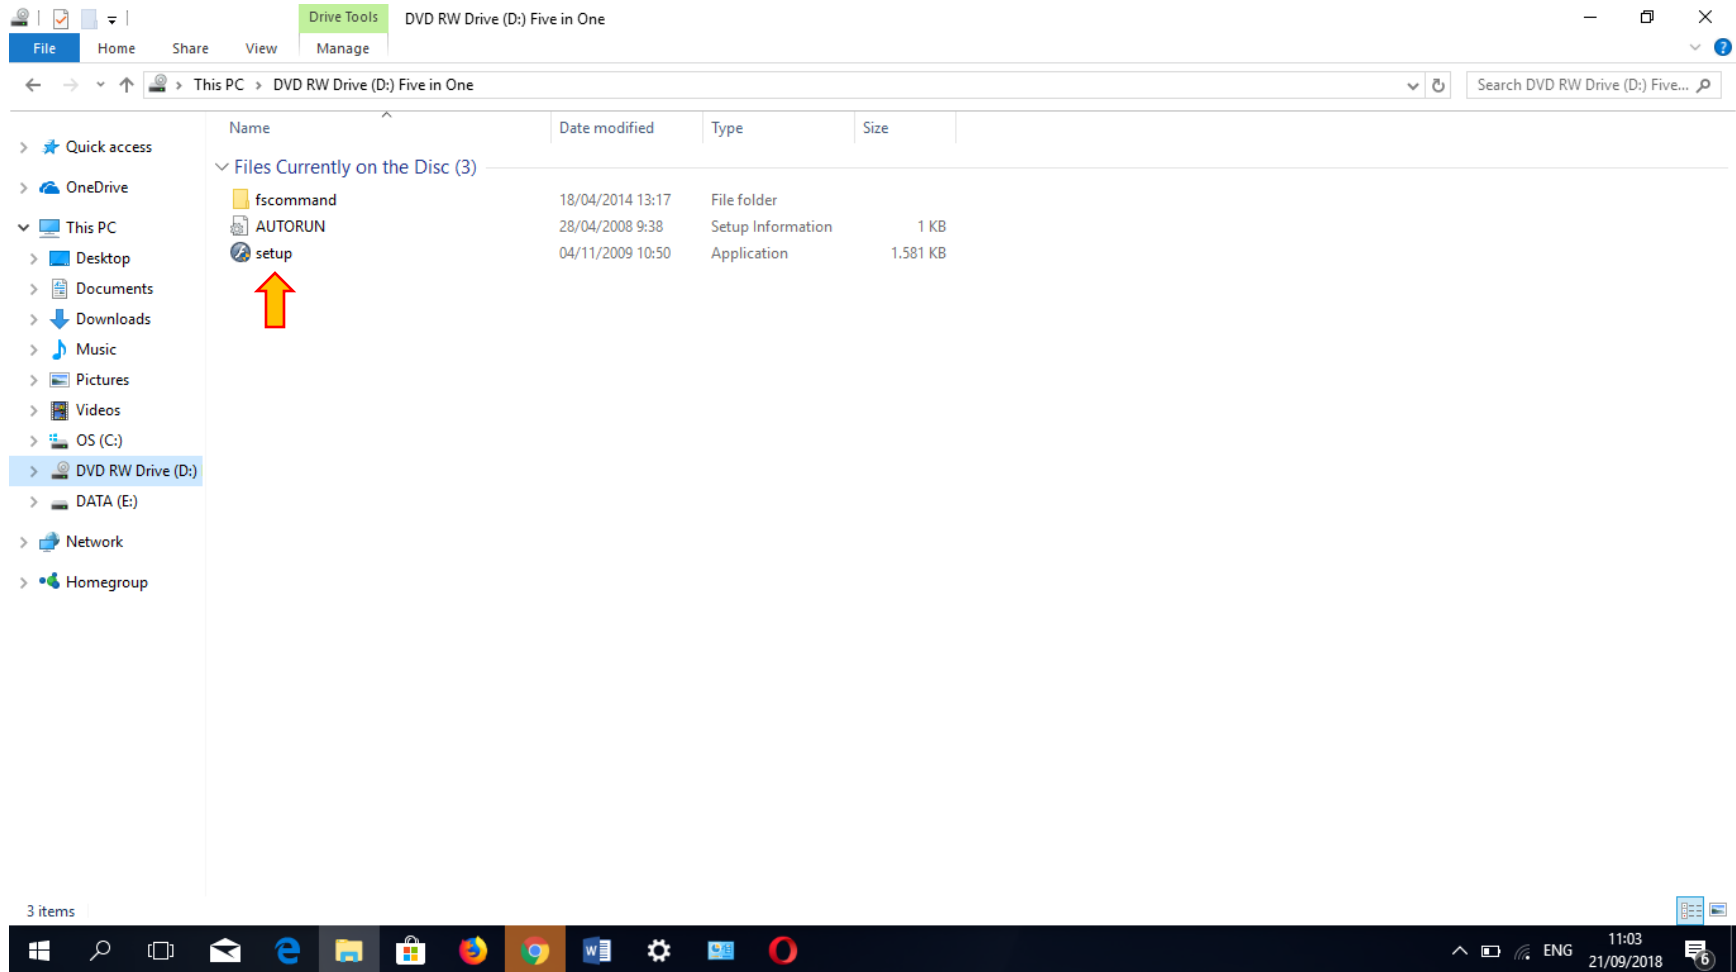 Drive Tools DVD RW Drive (D:) Five in One
File Home Share View Manage
This PC DVD RW Drive (D:) Five in One Search DVD RW Drive (D:) Five...
Name Date modified Type Size
Quick access
OneDrive
This PC
Desktop
Documents
Downloads
Music
Pictures
Videos
OS (C:)
DVD RW Drive (D:)
DATA (E:)
Network
Homegroup
Files Currently on the Disc (3)
fscommand 18/04/2014 13:17 File folder
AUTORUN 28/04/2008 9:38 Setup Information 1 KB
setup 04/11/2009 10:50 Application 1.581 KB
3 items
ENG 11:03
21/09/2018 6